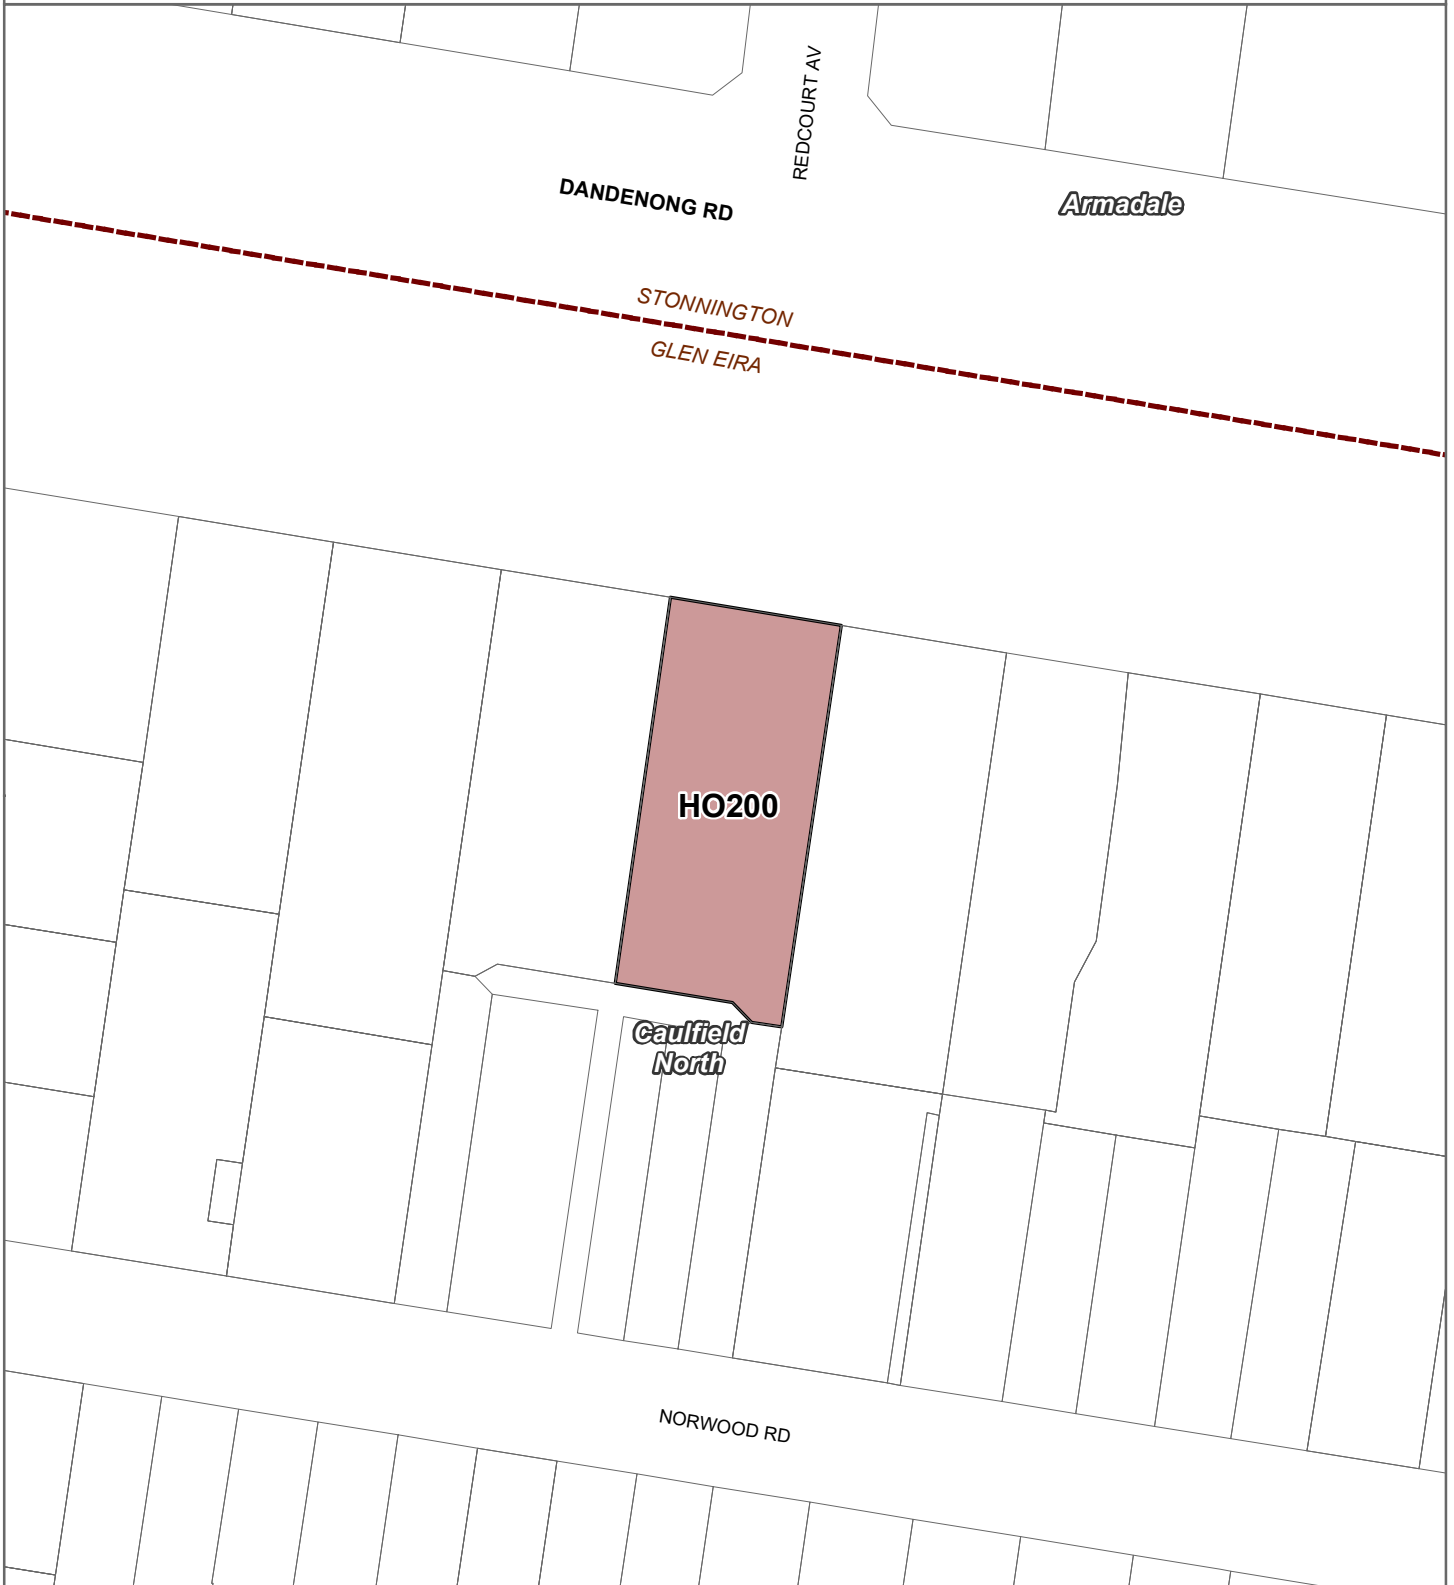 REDCOURT AV
DANDENONG RD
Armadale
STONNINGTON
GLEN EIRA
HO200
Caulfield
North
NORWOOD RD